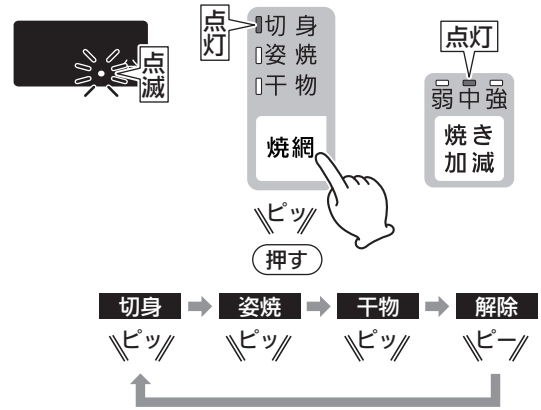 点滅
点灯
切身
姿焼
干物
焼網
ピッ
押す
点灯
弱中強
焼き
加減
切身 姿焼 干物 解除
ピッ ピッ ピッ ピー